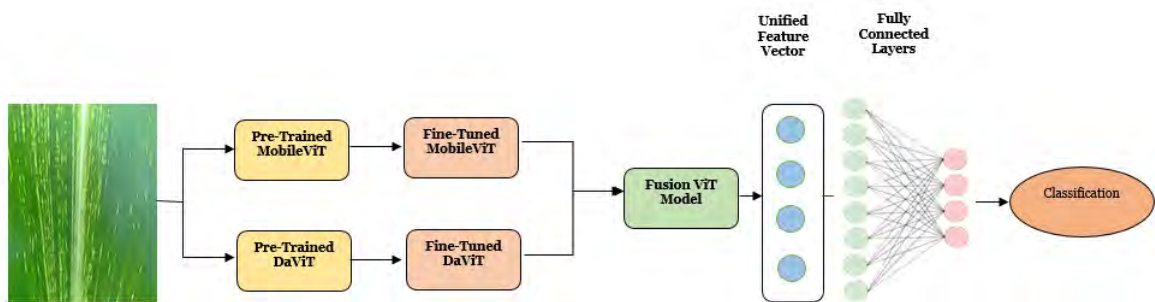 Unified
Feature
Vector
Fully
Connected
Layers
Pre-Trained
MobileViT
Fine-Tuned
MobileViT
Fusion ViT
Model
Classification
Pre-Trained
DaViT
Fine-Tuned
DaViT